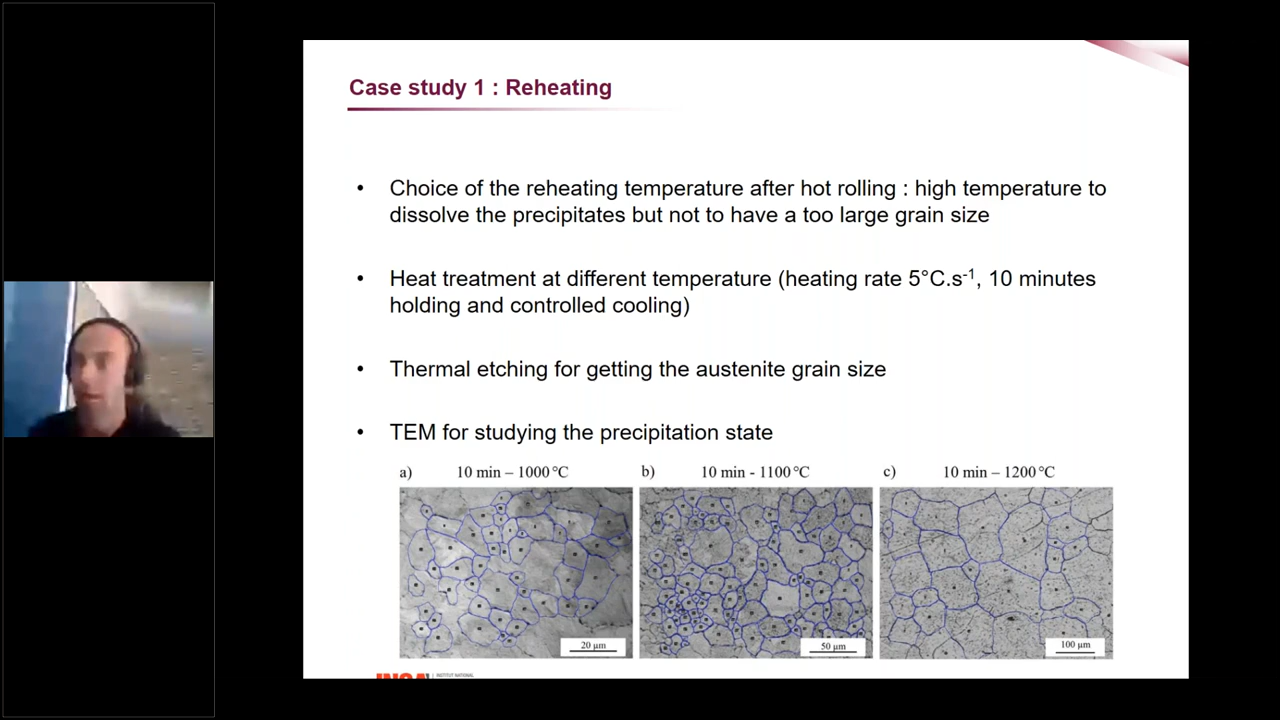 Case study 1 : Reheating
• Choice of the reheating temperature after hot rolling : high temperature to
dissolve the precipitates but not to have a too large grain size
• Heat treatment at different temperature (heating rate 5°C.s⁻¹, 10 minutes
holding and controlled cooling)
• Thermal etching for getting the austenite grain size
• TEM for studying the precipitation state
a) 10 min – 1000°C b) 10 min - 1100°C c) 10 min – 1200°C
20 µm 50 µm 100 µm
INSA INSTITUT NATIONAL